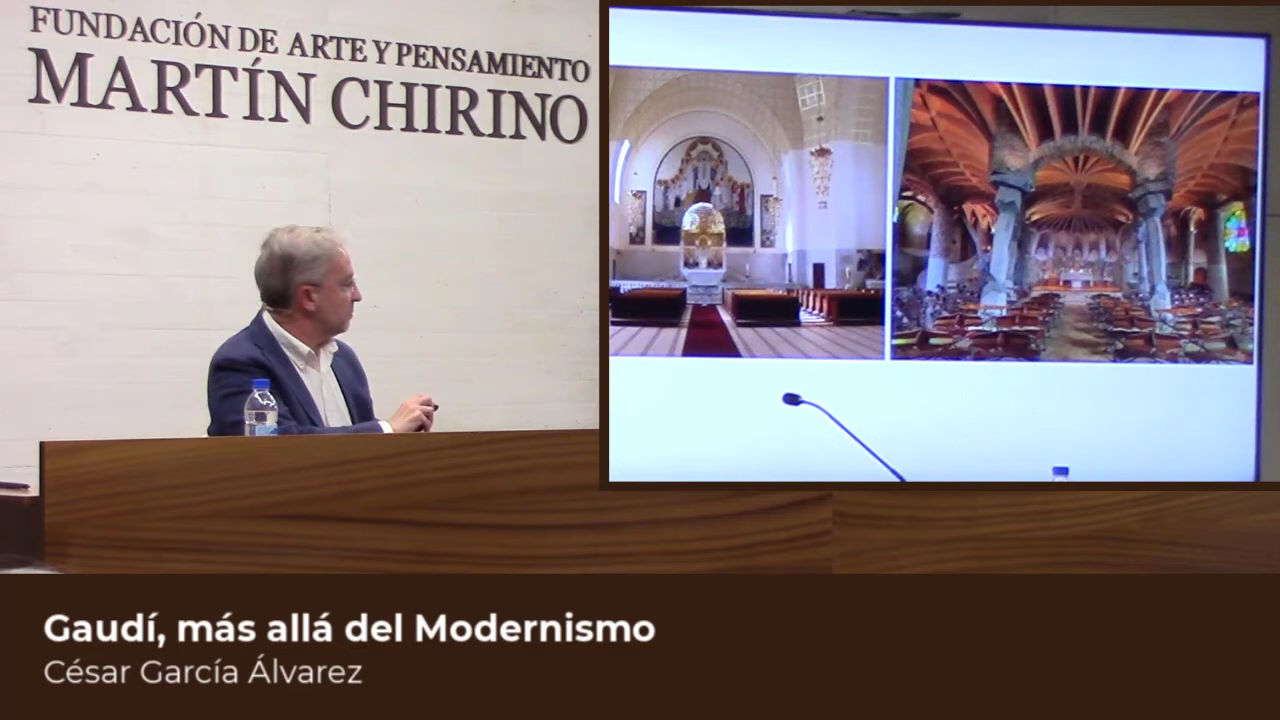 FUNDACIÓN DE ARTE Y PENSAMIENTO
MARTÍN CHIRINO
Gaudí, más allá del Modernismo
César García Álvarez